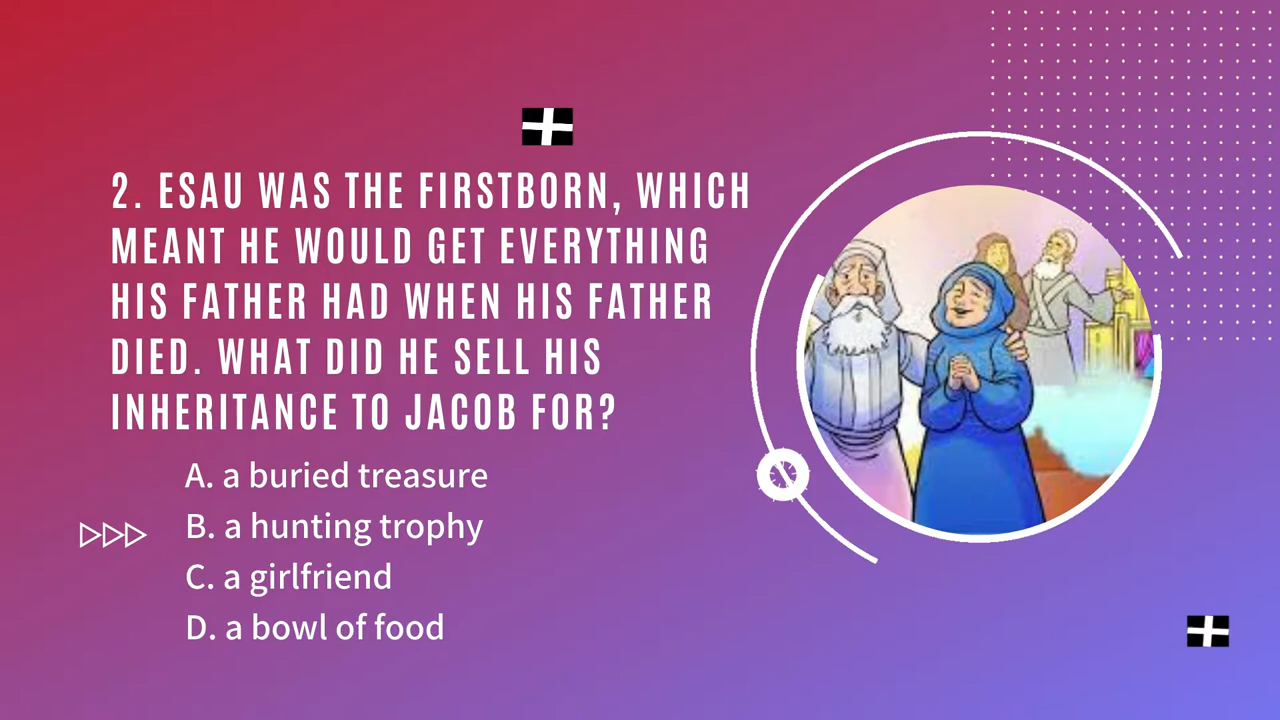 2. ESAU WAS THE FIRSTBORN, WHICH
MEANT HE WOULD GET EVERYTHING
HIS FATHER HAD WHEN HIS FATHER
DIED. WHAT DID HE SELL HIS
INHERITANCE TO JACOB FOR?
A. a buried treasure
B. a hunting trophy
C. a girlfriend
D. a bowl of food